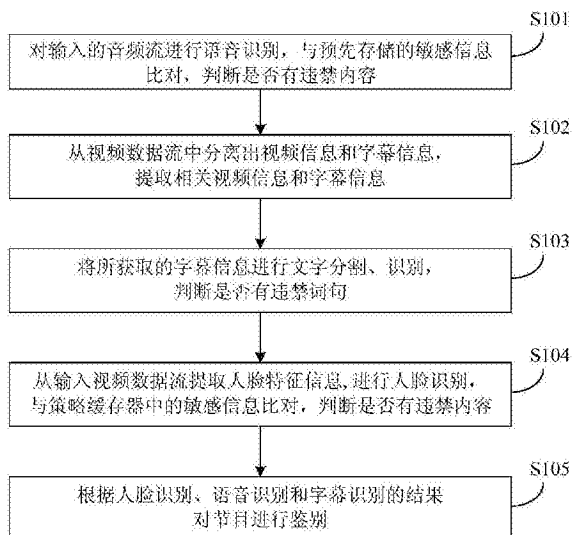 S101
对输入的音频流进行语音识别，与预先存储的敏感信息
比对，判断是否有违禁内容
S102
从视频数据流中分离出视频信息和字幕信息，
提取相关视频信息和字幕信息
S103
将所获取的字幕信息进行文字分割、识别，
判断是否有违禁词句
S104
从输入视频数据流提取人脸特征信息,进行人脸识别，
与策略缓存器中的敏感信息比对，判断是否有违禁内容
S105
根据人脸识别、语音识别和字幕识别的结果
对节目进行鉴别